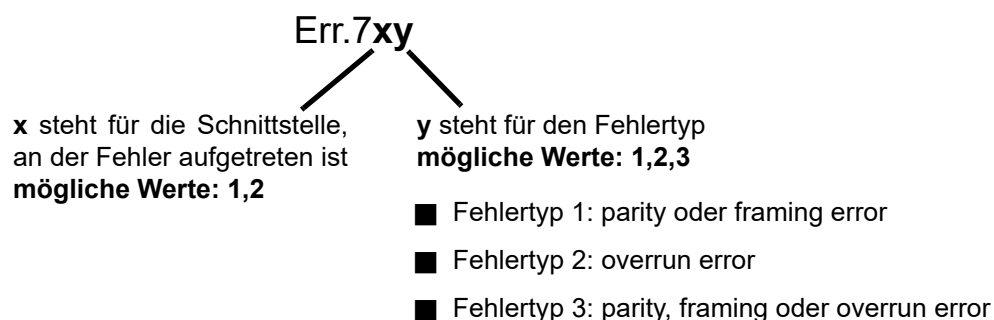 Err.7xy
x steht für die Schnittstelle,
an der Fehler aufgetreten ist
mögliche Werte: 1,2
y steht für den Fehlertyp
mögliche Werte: 1,2,3
Fehlertyp 1: parity oder framing error
Fehlertyp 2: overrun error
Fehlertyp 3: parity, framing oder overrun error